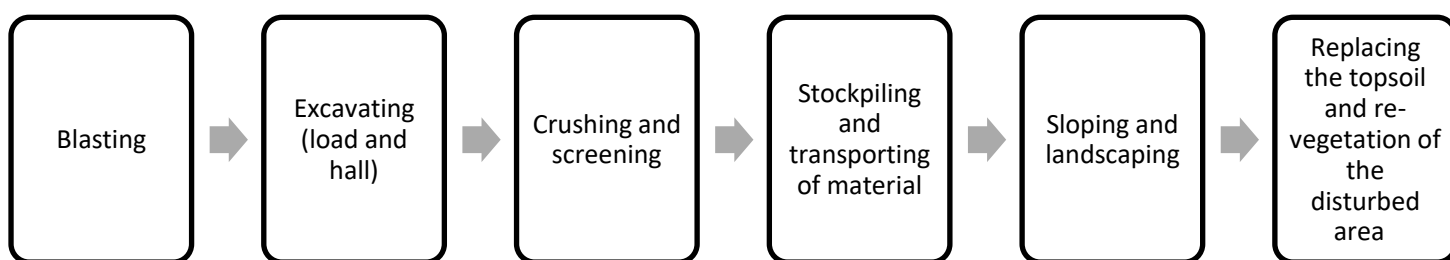 Blasting
Excavating
(load and
hall)
Crushing and
screening
Stockpiling
and
transporting
of material
Sloping and
landscaping
Replacing
the topsoil
and re-
vegetation of
the
disturbed
area